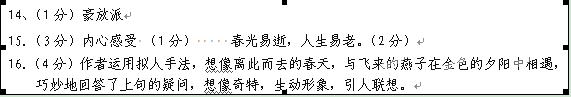 14、（1分）豪放派
15．（3分）内心感受 （1分） 春光易逝，人生易老。（2分）
16．（4分）作者运用拟人手法，想像离此而去的春天，与飞来的燕子在金色的夕阳中相遇，
巧妙地回答了上句的疑问，想像奇特，生动形象，引人联想。